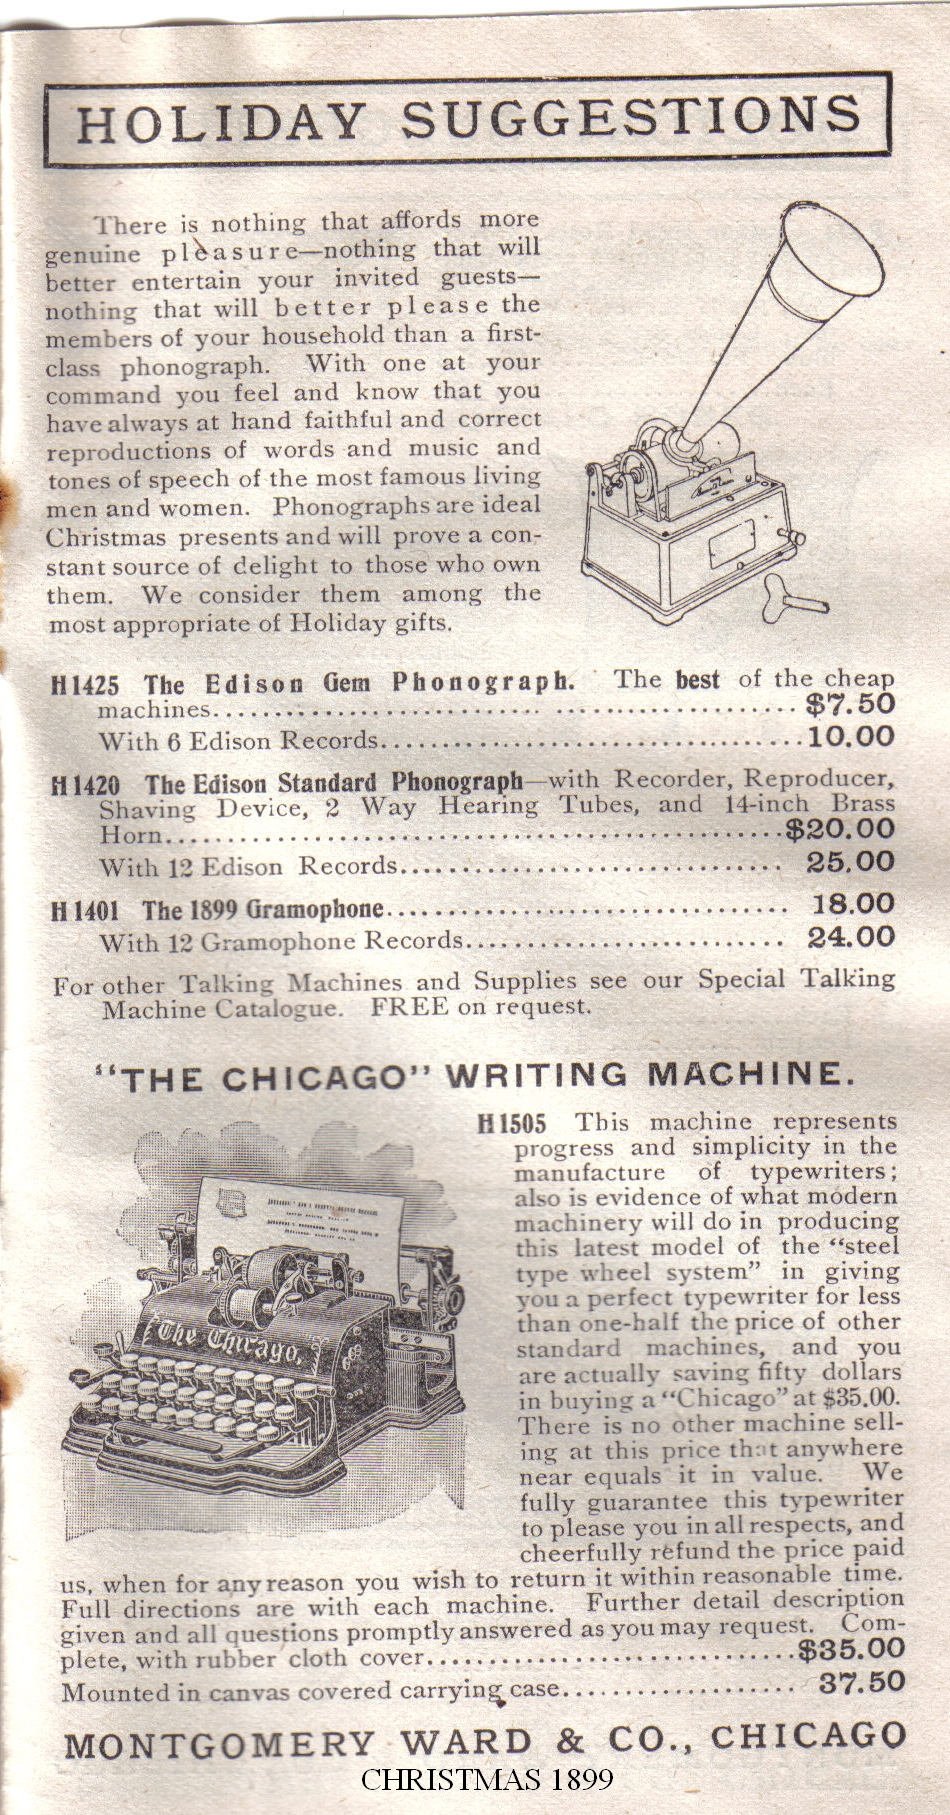 HOLIDAY SUGGESTIONS
There is nothing that affords more
genuine pleasure—nothing that will
better entertain your invited guests—
nothing that will better please the
members of your household than a first-
class phonograph. With one at your
command you feel and know that you
have always at hand faithful and correct
reproductions of words and music and
tones of speech of the most famous living
men and women. Phonographs are ideal
Christmas presents and will prove a con-
stant source of delight to those who own
them. We consider them among the
most appropriate of Holiday gifts.
H1425 The Edison Gem Phonograph. The best of the cheap
machines........................................................ $7.50
With 6 Edison Records........................................10.00
H1420 The Edison Standard Phonograph—with Recorder, Reproducer,
Shaving Device, 2 Way Hearing Tubes, and 14-inch Brass
Horn.............................................................$20.00
With 12 Edison Records.................................... 25.00
H1401 The 1899 Gramophone.................................. 18.00
With 12 Gramophone Records............................ 24.00
For other Talking Machines and Supplies see our Special Talking
Machine Catalogue. FREE on request.
"THE CHICAGO" WRITING MACHINE.
The Chicago.
H1505 This machine represents
progress and simplicity in the
manufacture of typewriters;
also is evidence of what modern
machinery will do in producing
this latest model of the "steel
type wheel system" in giving
you a perfect typewriter for less
than one-half the price of other
standard machines, and you
are actually saving fifty dollars
in buying a "Chicago" at $35.00.
There is no other machine sell-
ing at this price that anywhere
near equals it in value. We
fully guarantee this typewriter
to please you in all respects, and
cheerfully refund the price paid
us, when for any reason you wish to return it within reasonable time.
Full directions are with each machine. Further detail description
given and all questions promptly answered as you may request. Com-
plete, with rubber cloth cover.....................................$35.00
Mounted in canvas covered carrying case...................... 37.50
MONTGOMERY WARD & CO., CHICAGO
CHRISTMAS 1899